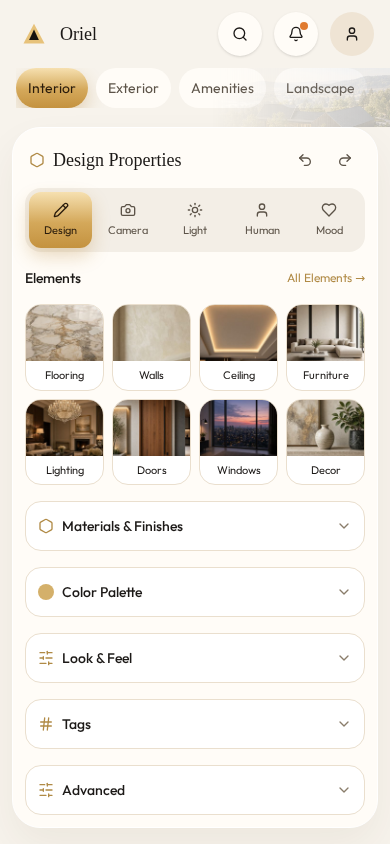 Oriel
Interior
Exterior
Amenities
Landscape
Design Properties
Design
Camera
Light
Human
Mood
Elements
All Elements →
Flooring
Walls
Ceiling
Furniture
Lighting
Doors
Windows
Decor
Materials & Finishes
Color Palette
Look & Feel
Tags
Advanced